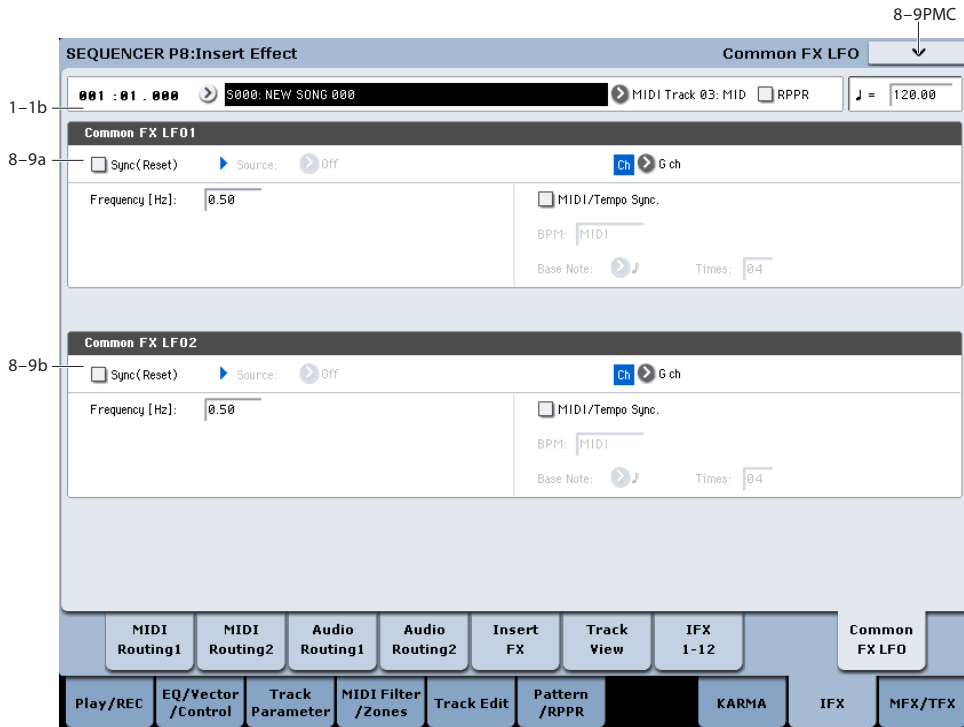 8–9PMC
SEQUENCER P8:Insert Effect Common FX LFO
1–1b
001 :01 . 000 S000: NEW SONG 000 MIDI Track 03: MID RPPR ♩ = 120.00
Common FX LFO1
8–9a
Sync(Reset) Source: Off Ch G ch
Frequency [Hz]: 0.50 MIDI/Tempo Sync.
BPM: MIDI
Base Note: ♪ Times: 04
Common FX LFO2
8–9b
Sync(Reset) Source: Off Ch G ch
Frequency [Hz]: 0.50 MIDI/Tempo Sync.
BPM: MIDI
Base Note: ♪ Times: 04
MIDI Routing1 MIDI Routing2 Audio Routing1 Audio Routing2 Insert FX Track View IFX 1-12 Common FX LFO
Play/REC EQ/Vector /Control Track Parameter MIDI Filter /Zones Track Edit Pattern /RPPR KARMA IFX MFX/TFX